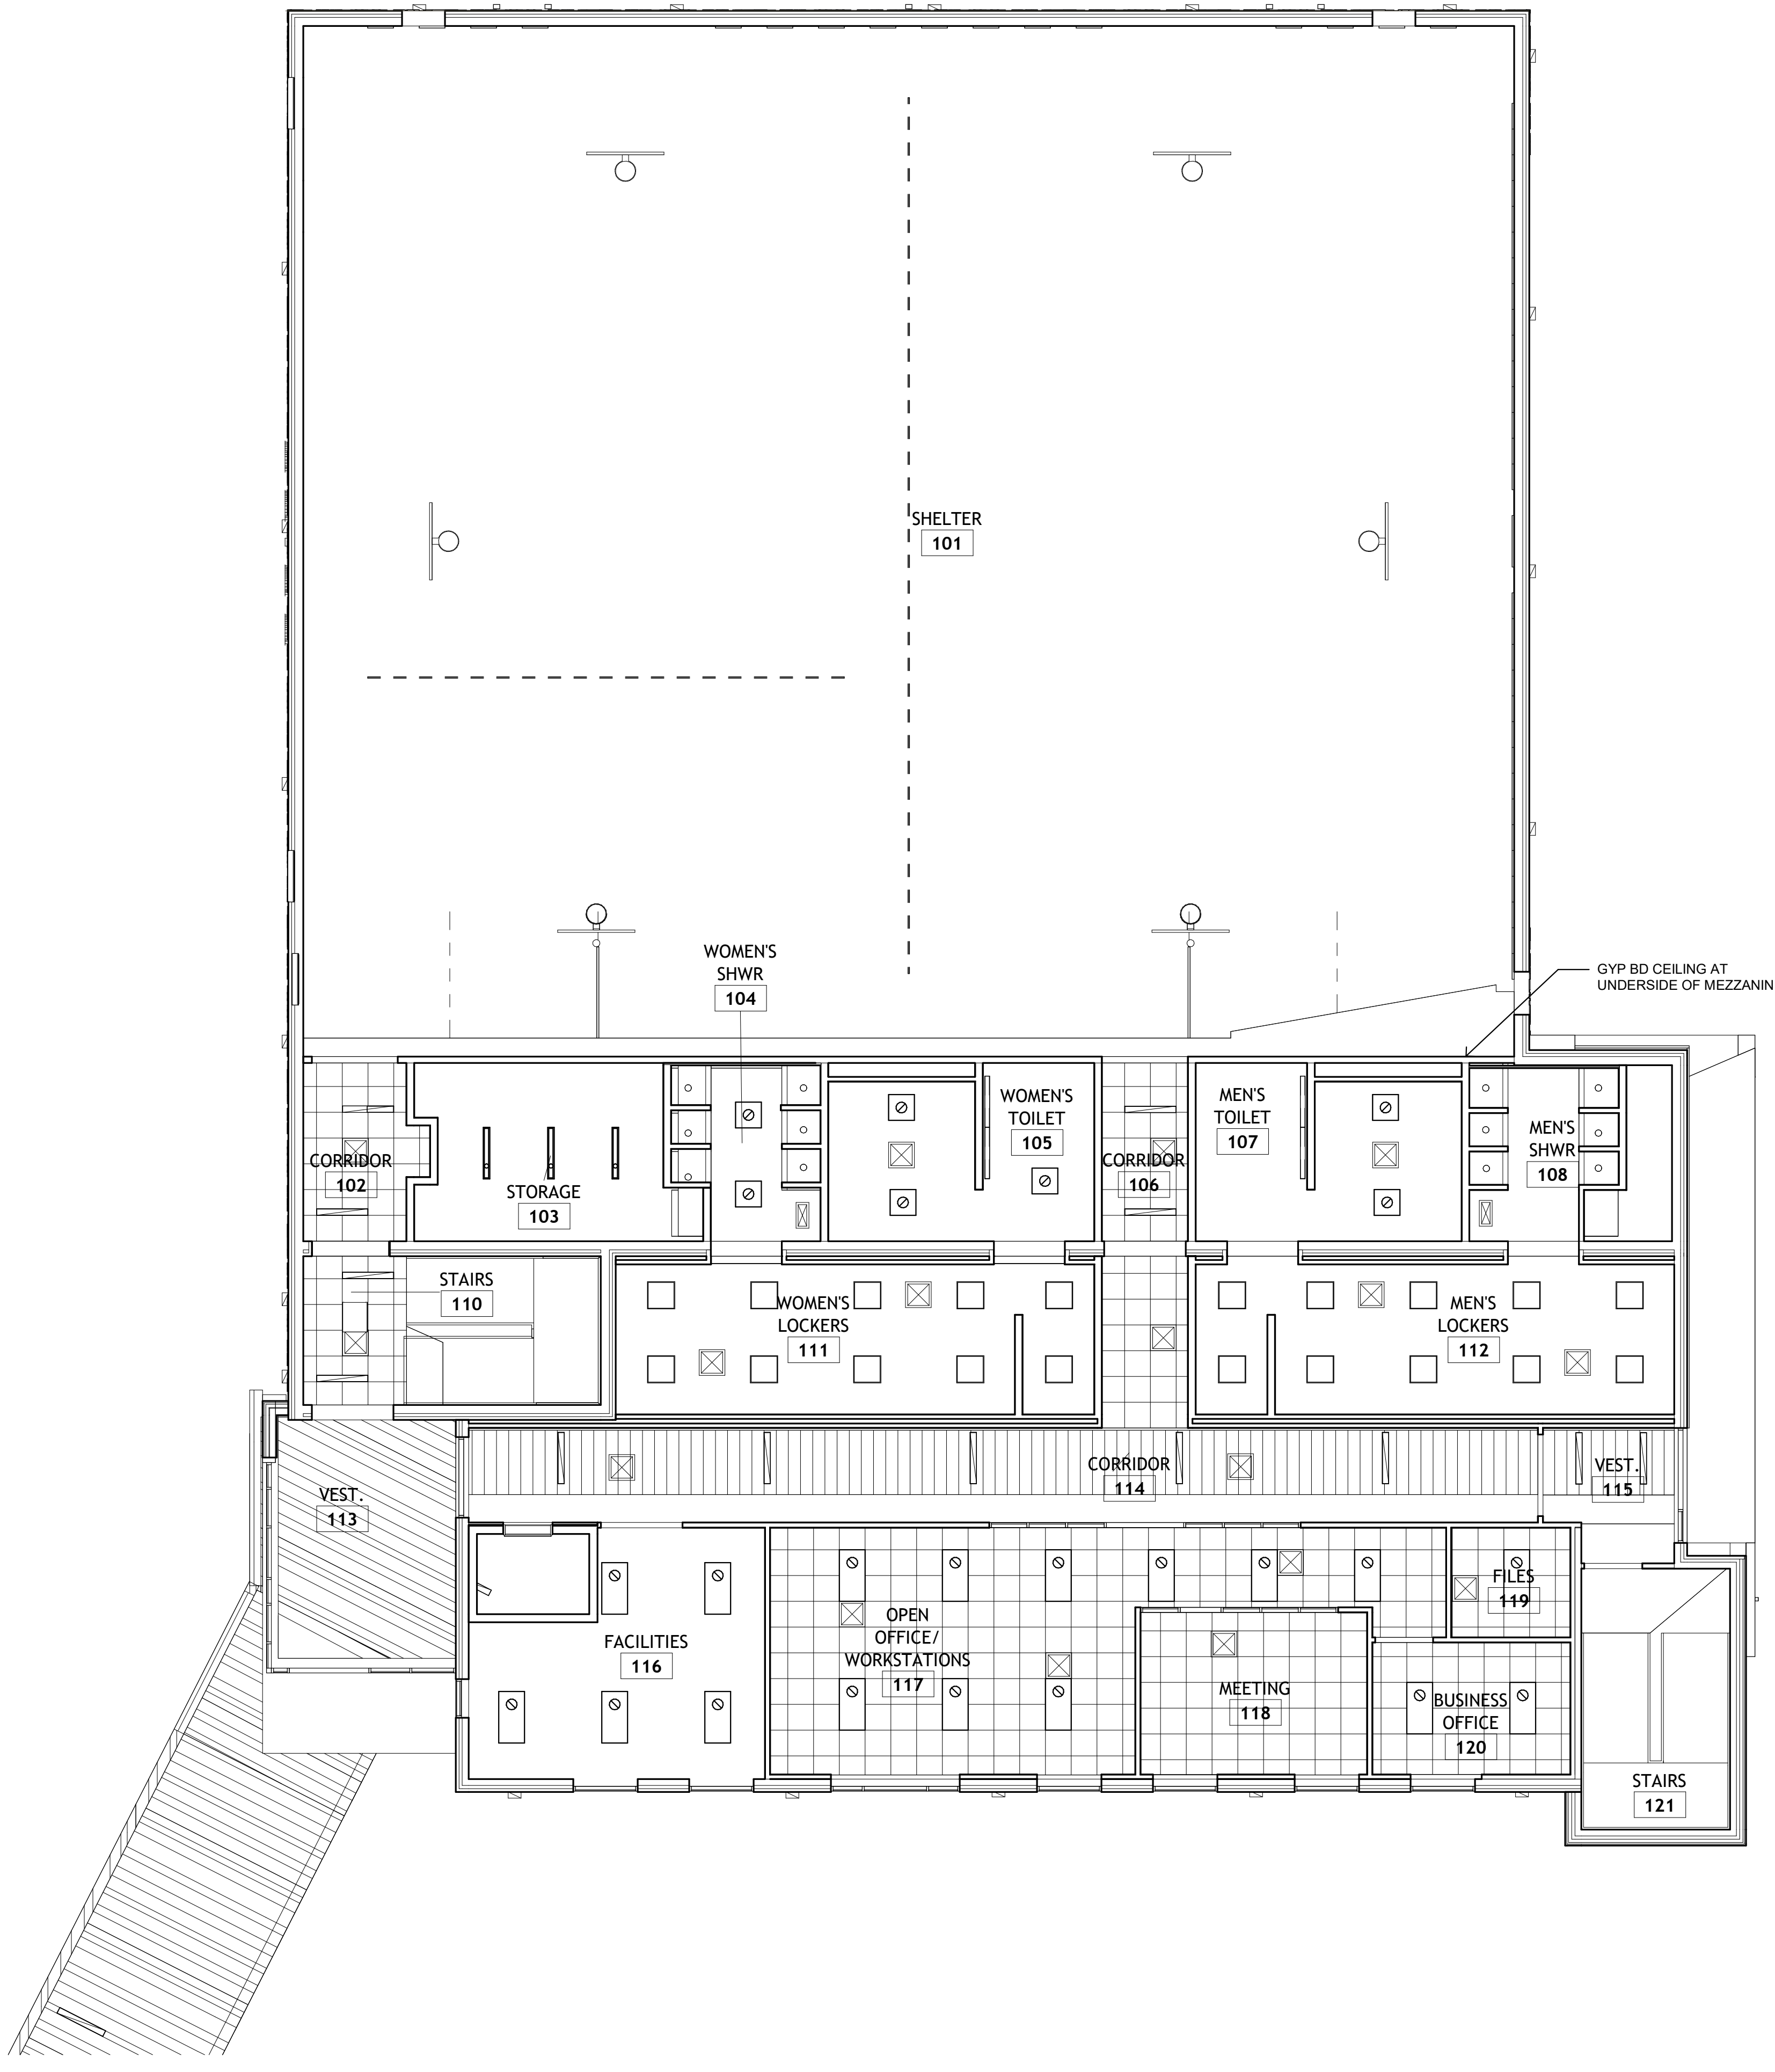 SHELTER
101
WOMEN'S
SHWR
104
GYP BD CEILING AT
UNDERSIDE OF MEZZANIN
WOMEN'S
TOILET
105
MEN'S
TOILET
107
MEN'S
SHWR
108
CORRIDOR
102
STORAGE
103
CORRIDOR
106
STAIRS
110
WOMEN'S
LOCKERS
111
MEN'S
LOCKERS
112
VEST.
113
CORRIDOR
114
VEST.
115
FACILITIES
116
OPEN
OFFICE/
WORKSTATIONS
117
MEETING
118
FILES
119
BUSINESS
OFFICE
120
STAIRS
121